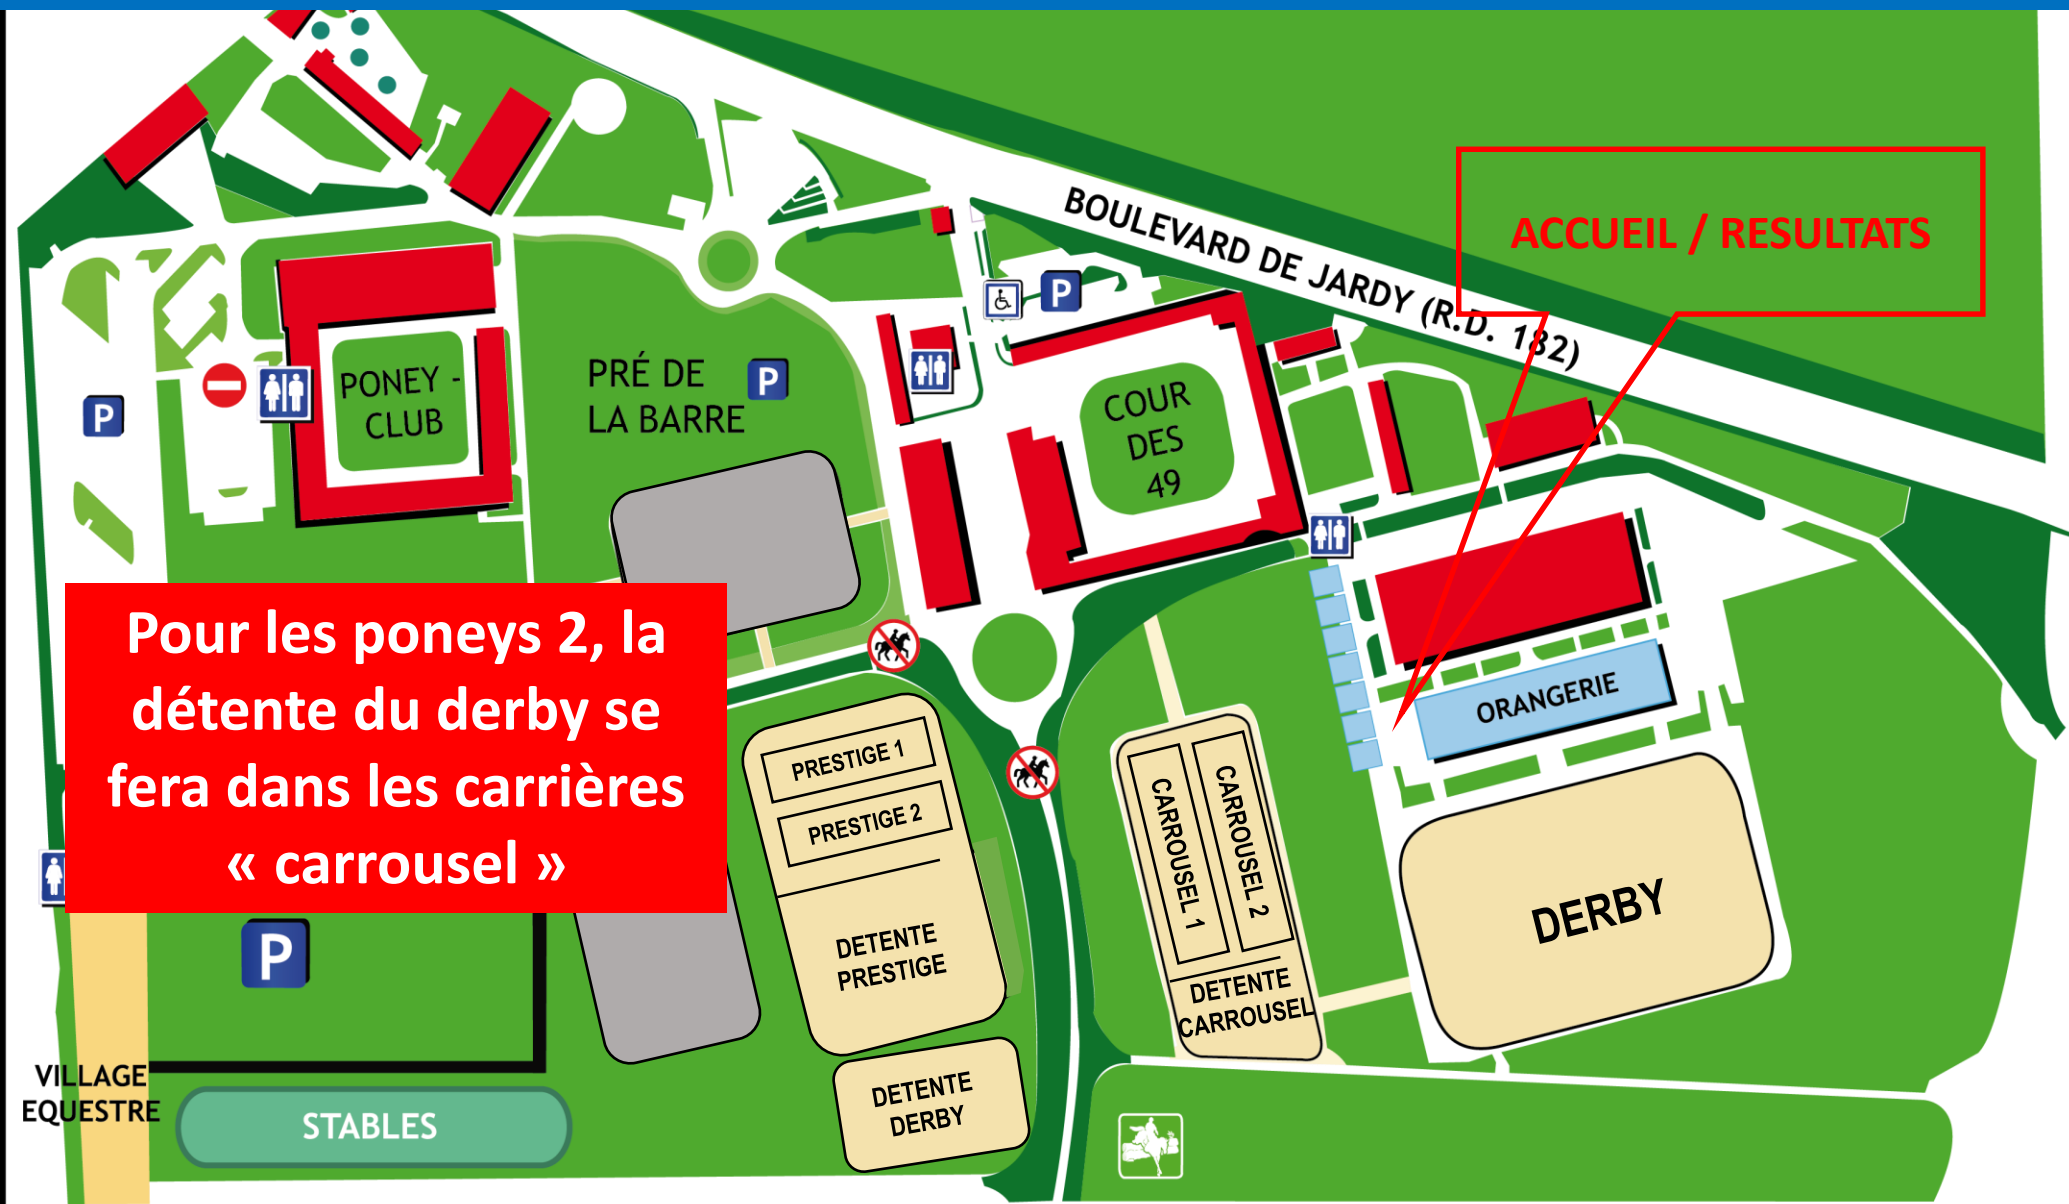 BOULEVARD DE JARDY (R.D. 182)
ACCUEIL / RESULTATS
P
PONEY -
CLUB
PRÉ DE
LA BARRE
P
P
COUR
DES
49
Pour les poneys 2, la
détente du derby se
fera dans les carrières
« carrousel »
ORANGERIE
PRESTIGE 1
PRESTIGE 2
DETENTE
PRESTIGE
CARROUSEL 1
CARROUSEL 2
DETENTE
CARROUSEL
DERBY
P
VILLAGE
EQUESTRE
STABLES
DETENTE
DERBY